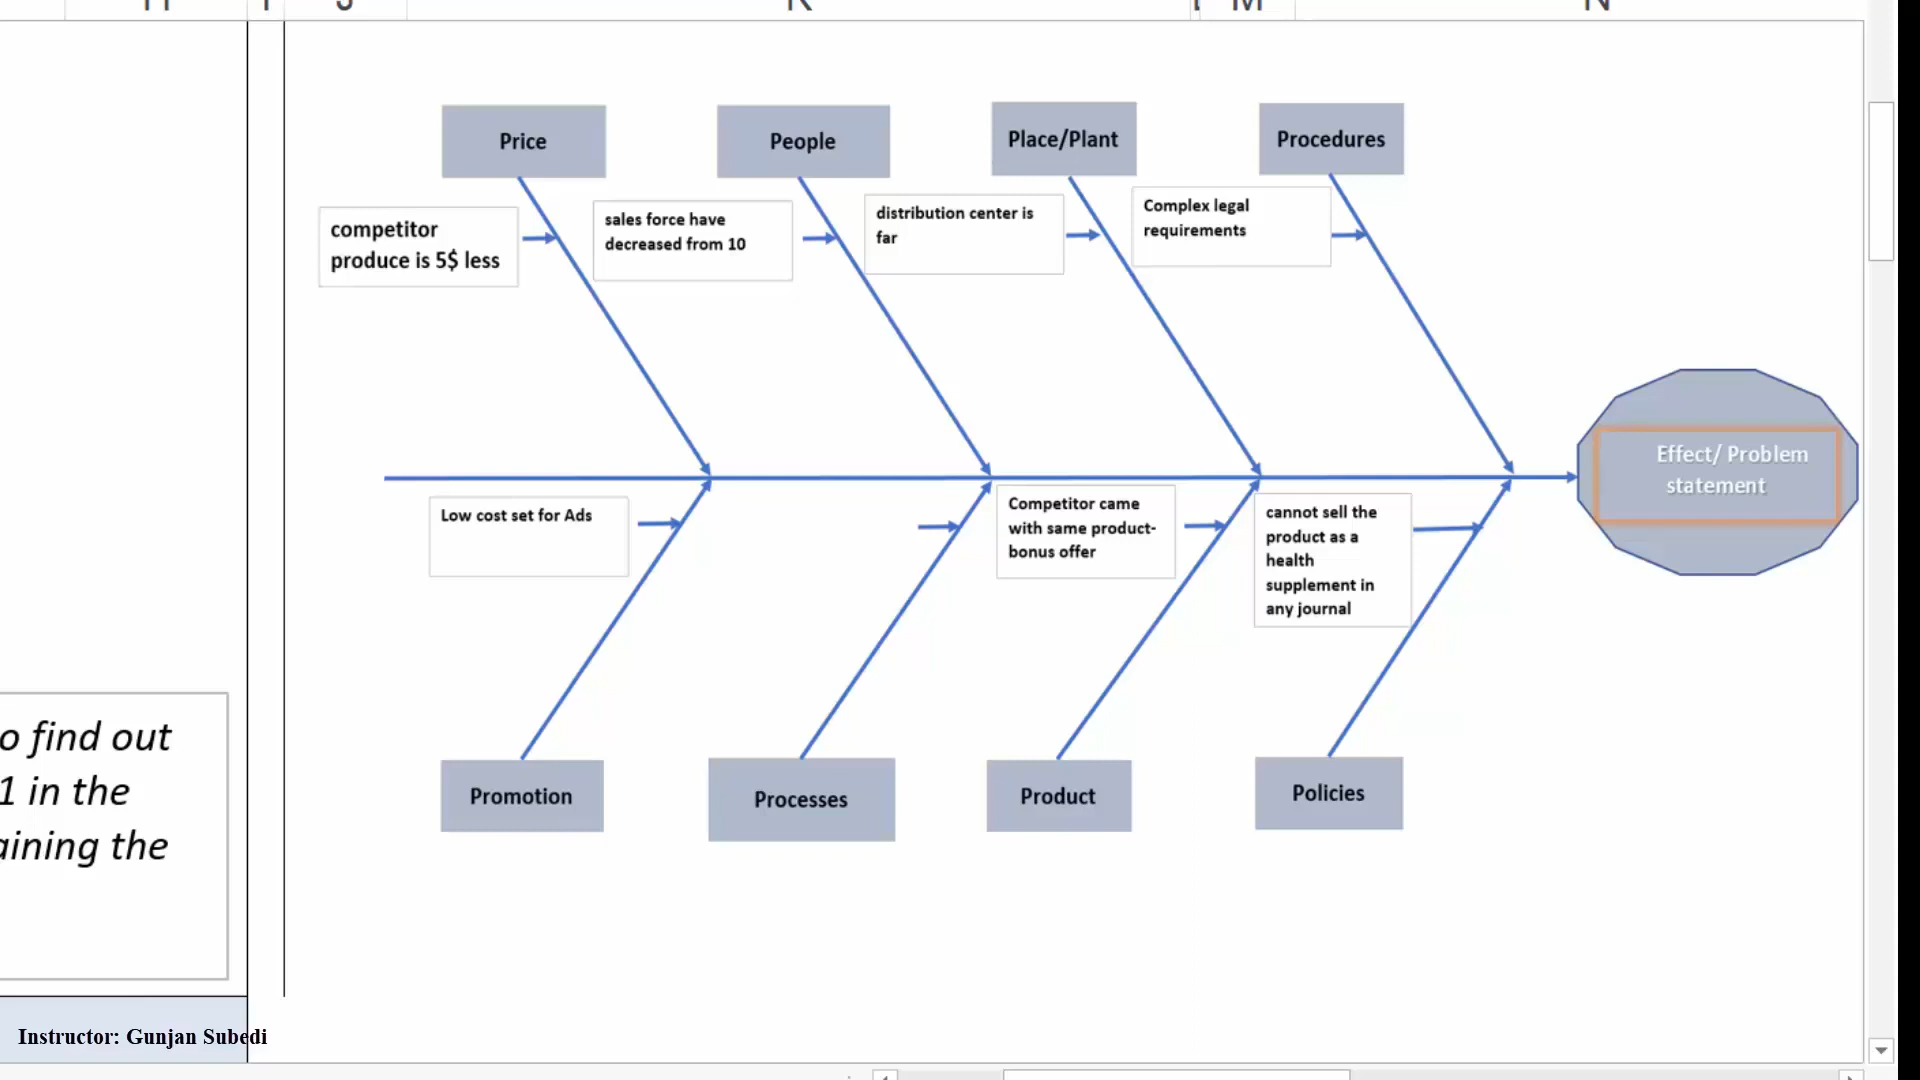 Price
People
Place/Plant
Procedures
competitor
produce is 5$ less
sales force have
decreased from 10
distribution center is
far
Complex legal
requirements
Effect/ Problem
statement
Low cost set for Ads
Competitor came
with same product-
bonus offer
cannot sell the
product as a
health
supplement in
any journal
o find out
1 in the
aining the
Promotion
Processes
Product
Policies
Instructor: Gunjan Subedi